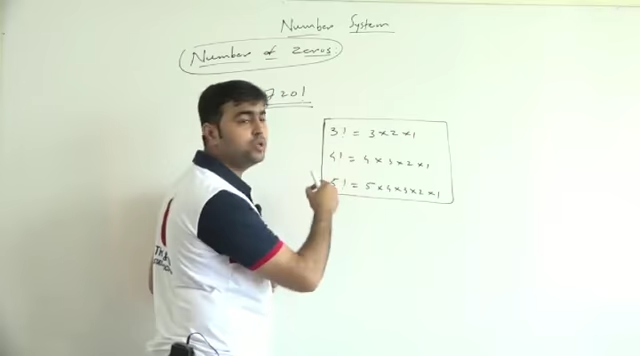 Number System
Number of zeros
720!
3! = 3 x 2 x 1
4! = 4 x 3 x 2 x 1
5! = 5 x 4 x 3 x 2 x 1